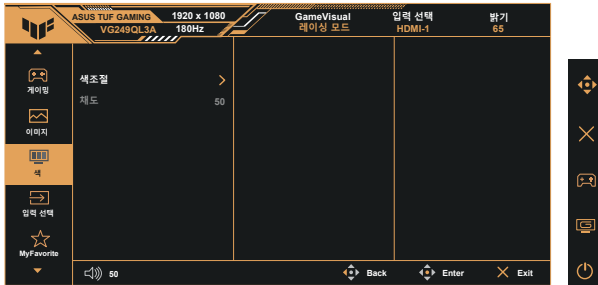 ASUS TUF GAMING 1920 x 1080 GameVisual 입력 선택 밝기
VG249QL3A 180Hz 레이싱 모드 HDMI-1 65
게이밍
색조절
채도 50
이미지
색
입력 선택
MyFavorite
50 Back Enter Exit